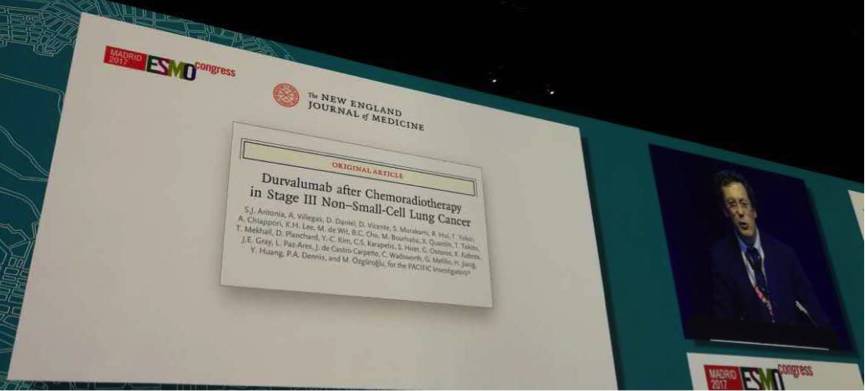 MADRID
2017
ESMO congress
The NEW ENGLAND
JOURNAL of MEDICINE
ORIGINAL ARTICLE
Durvalumab after Chemoradiotherapy
in Stage III Non–Small-Cell Lung Cancer
S.J. Antonia, A. Villegas, D. Daniel, D. Vicente, S. Murakami, R. Hui, T. Yokoi,
A. Chiappori, K.H. Lee, M. de Wit, B.C. Cho, M. Bourhaba, X. Quantin, T. Tokito,
T. Mekhail, D. Planchard, Y.-C. Kim, C.S. Karapetis, S. Hiret, G. Ostoros, K. Kubota,
J.E. Gray, L. Paz-Ares, J. de Castro Carpeño, C. Wadsworth, G. Melillo, H. Jiang,
Y. Huang, P.A. Dennis, and M. Özgüroğlu, for the PACIFIC Investigators*
MADRID
2017
ESMO congress